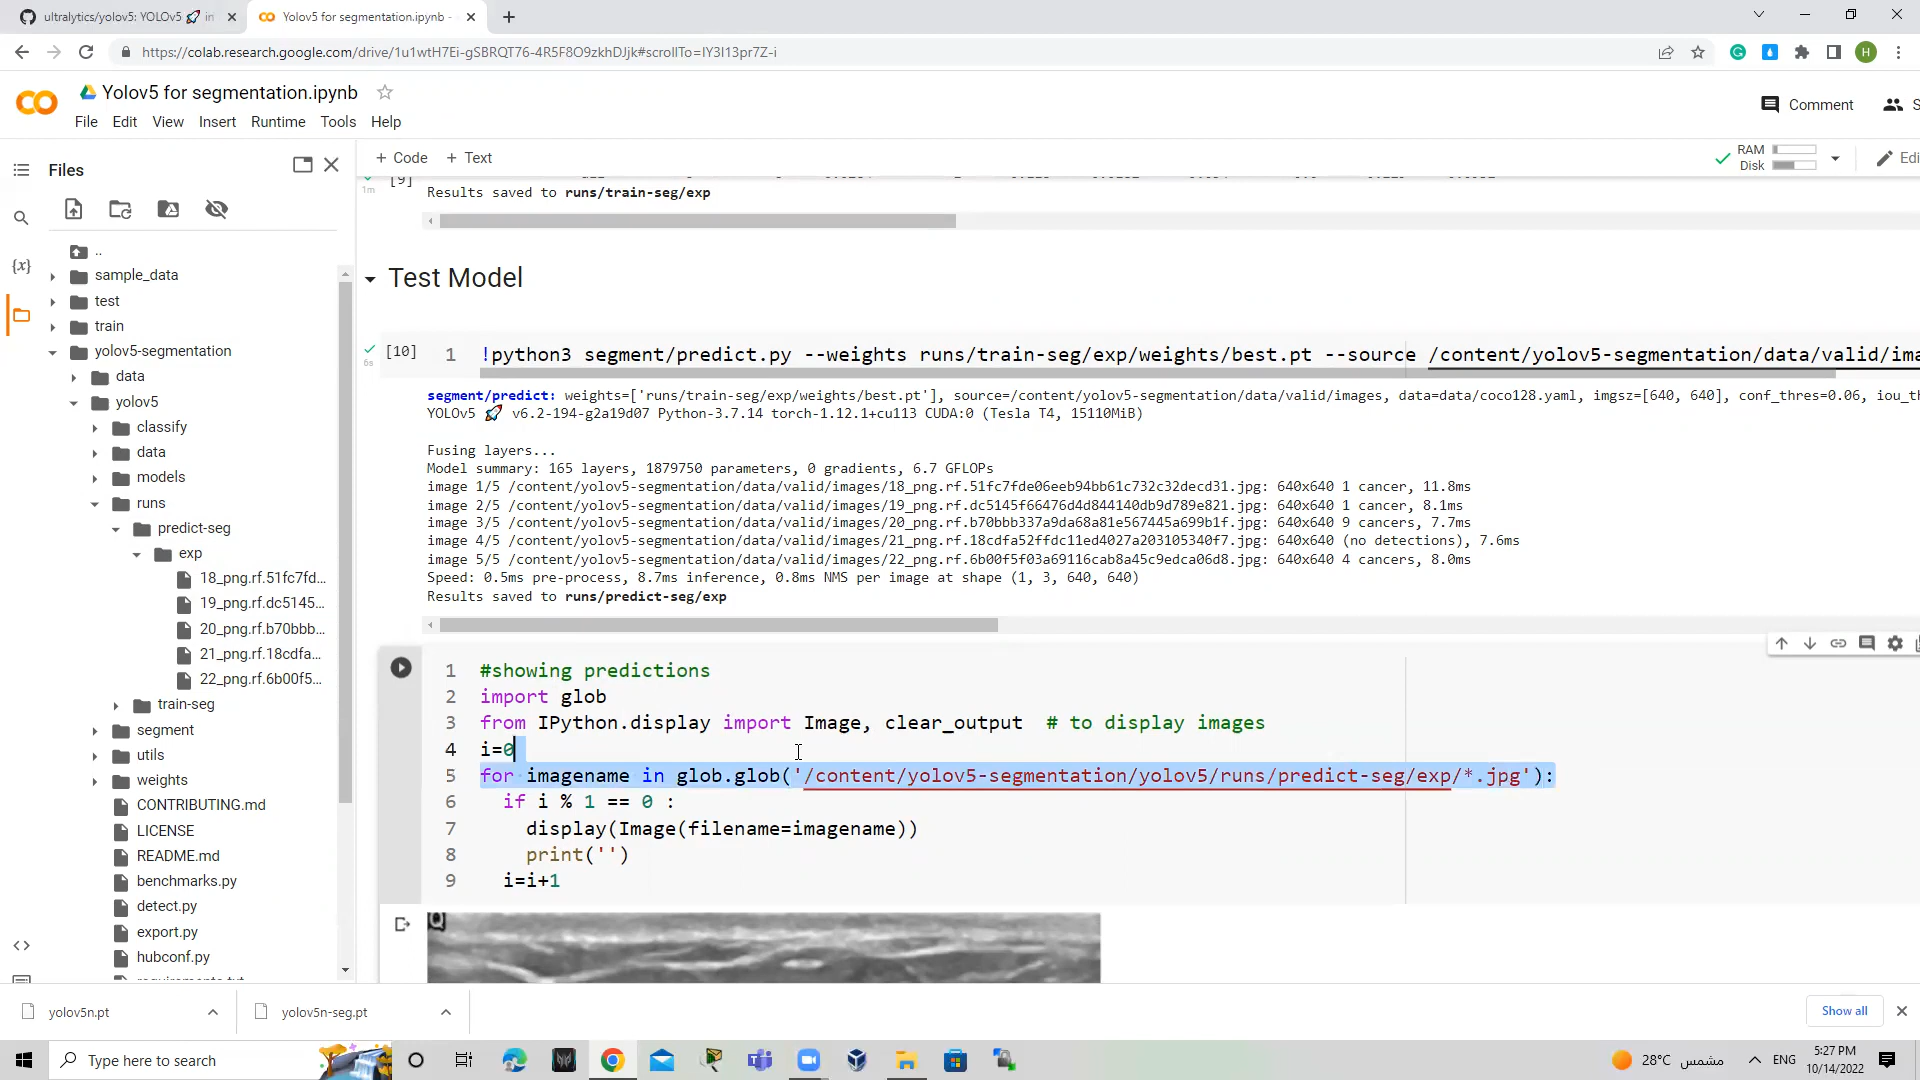 ultralytics/yolov5: YOLOv5 🚀 in
Yolov5 for segmentation.ipynb -
https://colab.research.google.com/drive/1u1wtH7Ei-gSBRQT76-4R5F8O9zkhDJjk#scrollTo=IY3I13pr7Z-i
H
Yolov5 for segmentation.ipynb
Comment
File Edit View Insert Runtime Tools Help
Files
+ Code + Text
RAM
Disk
Edi
..
sample_data
test
train
yolov5-segmentation
data
yolov5
classify
data
models
runs
predict-seg
exp
18_png.rf.51fc7fd...
19_png.rf.dc5145...
20_png.rf.b70bbb...
21_png.rf.18cdfa...
22_png.rf.6b00f5...
train-seg
segment
utils
weights
CONTRIBUTING.md
LICENSE
README.md
benchmarks.py
detect.py
export.py
hubconf.py
[9]
1m
Results saved to runs/train-seg/exp
Test Model
[10]
6s
1 !python3 segment/predict.py --weights runs/train-seg/exp/weights/best.pt --source /content/yolov5-segmentation/data/valid/ima
segment/predict: weights=['runs/train-seg/exp/weights/best.pt'], source=/content/yolov5-segmentation/data/valid/images, data=data/coco128.yaml, imgsz=[640, 640], conf_thres=0.06, iou_th
YOLOv5 🚀 v6.2-194-g2a19d07 Python-3.7.14 torch-1.12.1+cu113 CUDA:0 (Tesla T4, 15110MiB)
Fusing layers...
Model summary: 165 layers, 1879750 parameters, 0 gradients, 6.7 GFLOPs
image 1/5 /content/yolov5-segmentation/data/valid/images/18_png.rf.51fc7fde06eeb94bb61c732c32decd31.jpg: 640x640 1 cancer, 11.8ms
image 2/5 /content/yolov5-segmentation/data/valid/images/19_png.rf.dc5145f66476d4d844140db9d789e821.jpg: 640x640 1 cancer, 8.1ms
image 3/5 /content/yolov5-segmentation/data/valid/images/20_png.rf.b70bbb337a9da68a81e567445a699b1f.jpg: 640x640 9 cancers, 7.7ms
image 4/5 /content/yolov5-segmentation/data/valid/images/21_png.rf.18cdfa52ffdc11ed4027a203105340f7.jpg: 640x640 (no detections), 7.6ms
image 5/5 /content/yolov5-segmentation/data/valid/images/22_png.rf.6b00f5f03a69116cab8a45c9edca06d8.jpg: 640x640 4 cancers, 8.0ms
Speed: 0.5ms pre-process, 8.7ms inference, 0.8ms NMS per image at shape (1, 3, 640, 640)
Results saved to runs/predict-seg/exp
1 #showing predictions
2 import glob
3 from IPython.display import Image, clear_output # to display images
4 i=0
5 for imagename in glob.glob('/content/yolov5-segmentation/yolov5/runs/predict-seg/exp/*.jpg'):
6 if i % 1 == 0 :
7 display(Image(filename=imagename))
8 print('')
9 i=i+1
yolov5n.pt
yolov5n-seg.pt
Show all
Type here to search
28°C مشمس
ENG
5:27 PM
10/14/2022